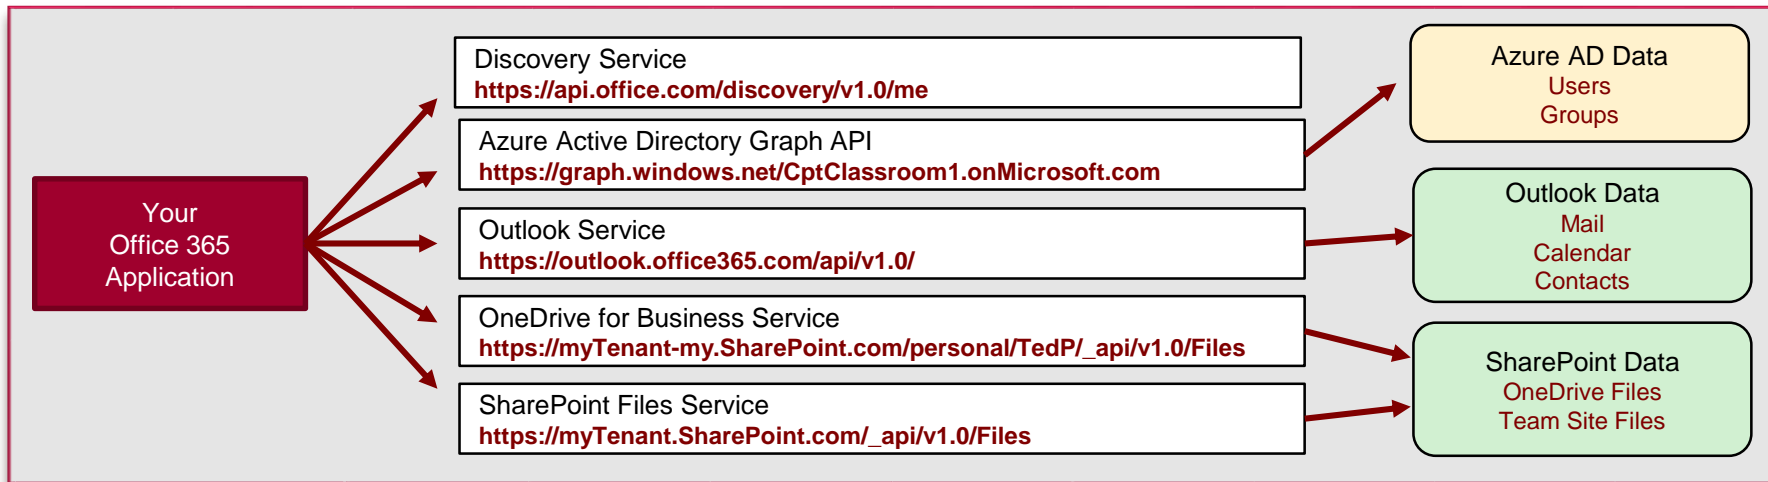 Your
Office 365
Application
Discovery Service
https://api.office.com/discovery/v1.0/me
Azure Active Directory Graph API
https://graph.windows.net/CptClassroom1.onMicrosoft.com
Outlook Service
https://outlook.office365.com/api/v1.0/
OneDrive for Business Service
https://myTenant-my.SharePoint.com/personal/TedP/_api/v1.0/Files
SharePoint Files Service
https://myTenant.SharePoint.com/_api/v1.0/Files
Azure AD Data
Users
Groups
Outlook Data
Mail
Calendar
Contacts
SharePoint Data
OneDrive Files
Team Site Files